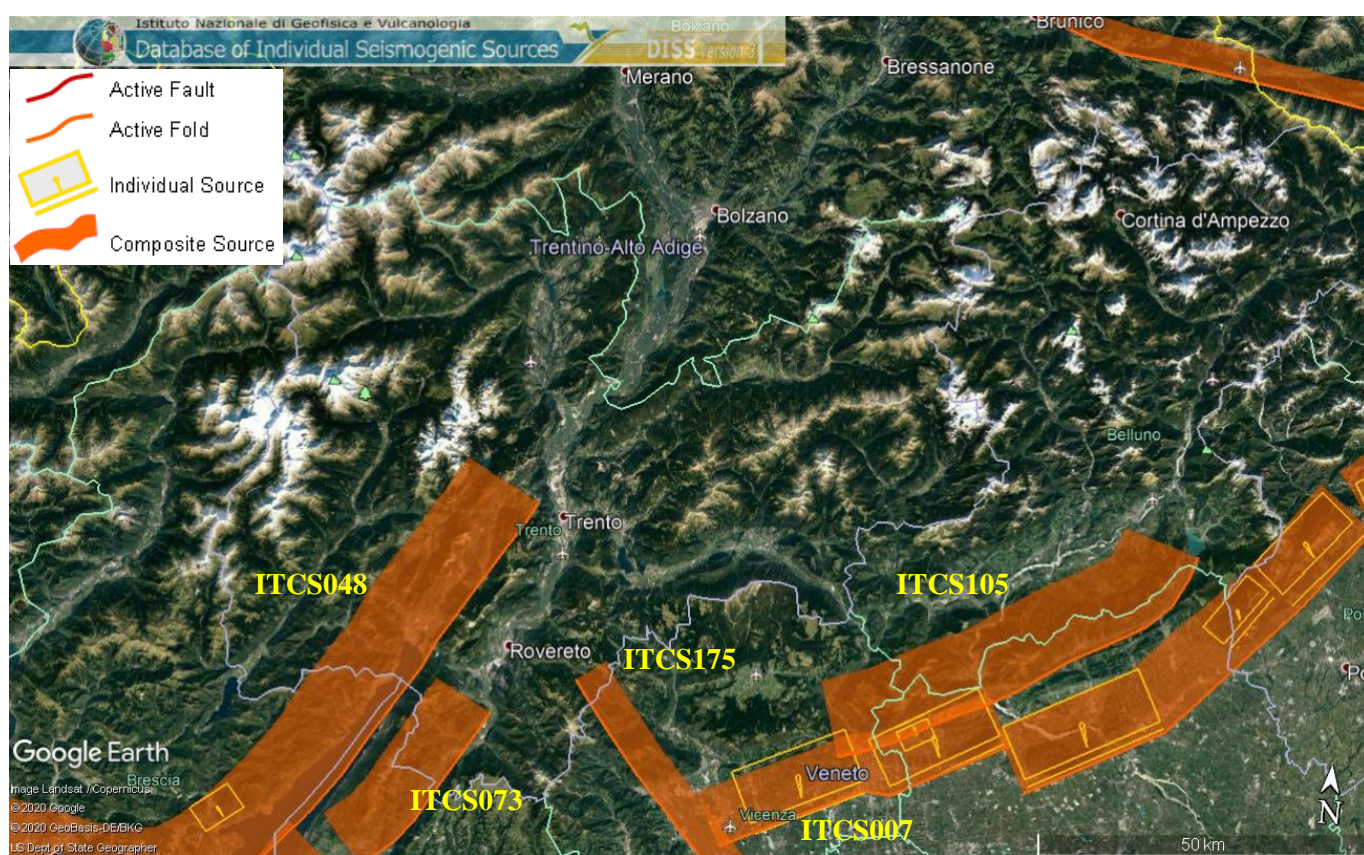 Istituto Nazionale di Geofisica e Vulcanologia
Database of Individual Seismogenic Sources
DISS version 3
Bolzano
Brunico
Active Fault
Active Fold
Individual Source
Composite Source
Merano
Bressanone
Bolzano
Cortina d'Ampezzo
Trentino-Alto Adige
Belluno
Trento
Trento
ITCS048
ITCS105
Rovereto
ITCS175
Google Earth
Brescia
Veneto
Vicenza
ITCS073
ITCS007
Image Landsat / Copernicus
© 2020 Google
© 2020 GeoBasis-DE/BKG
US Dept of State Geographer
N
50 km